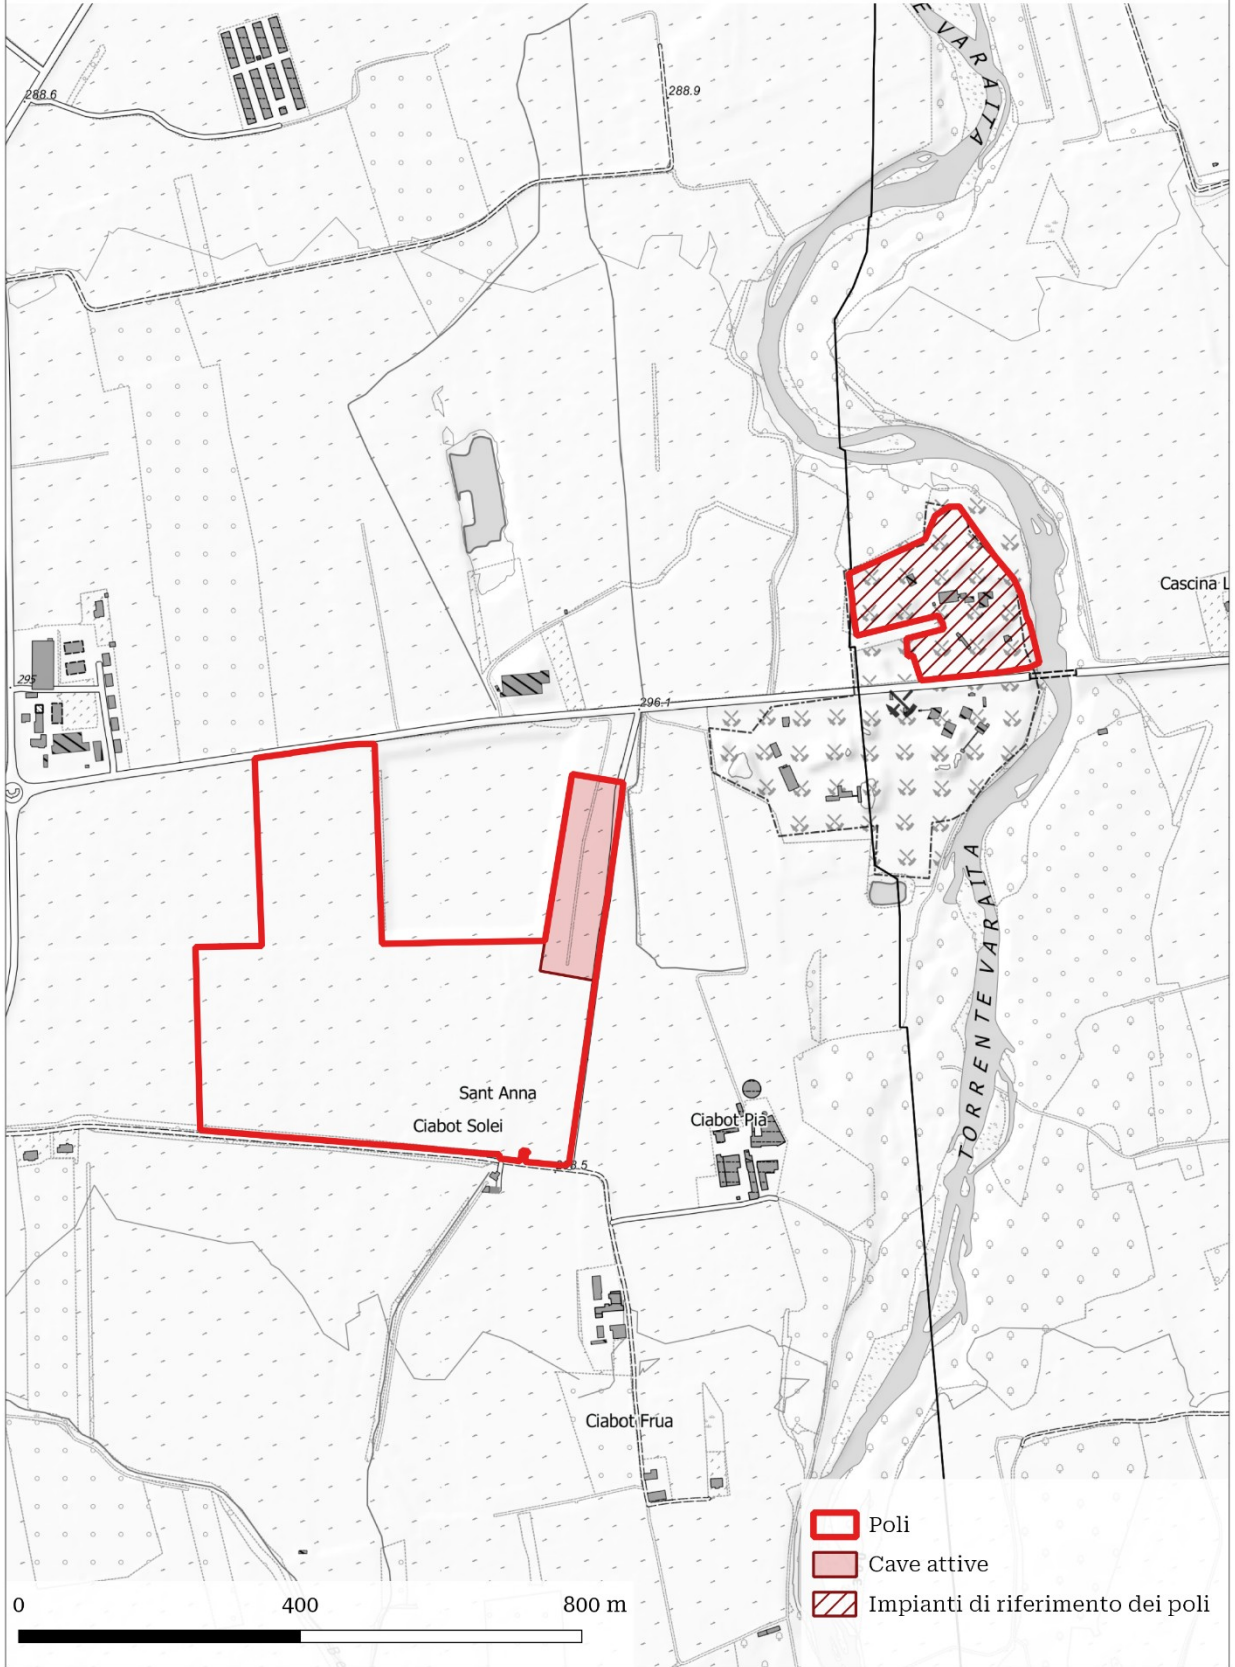 E VARAITA
288.6
288.9
Cascina L
295
296.1
TORRENTE VARAITA
Sant Anna
Ciabot Solei
Ciabot Pia
Ciabot Frua
Poli
Cave attive
Impianti di riferimento dei poli
0 400 800 m